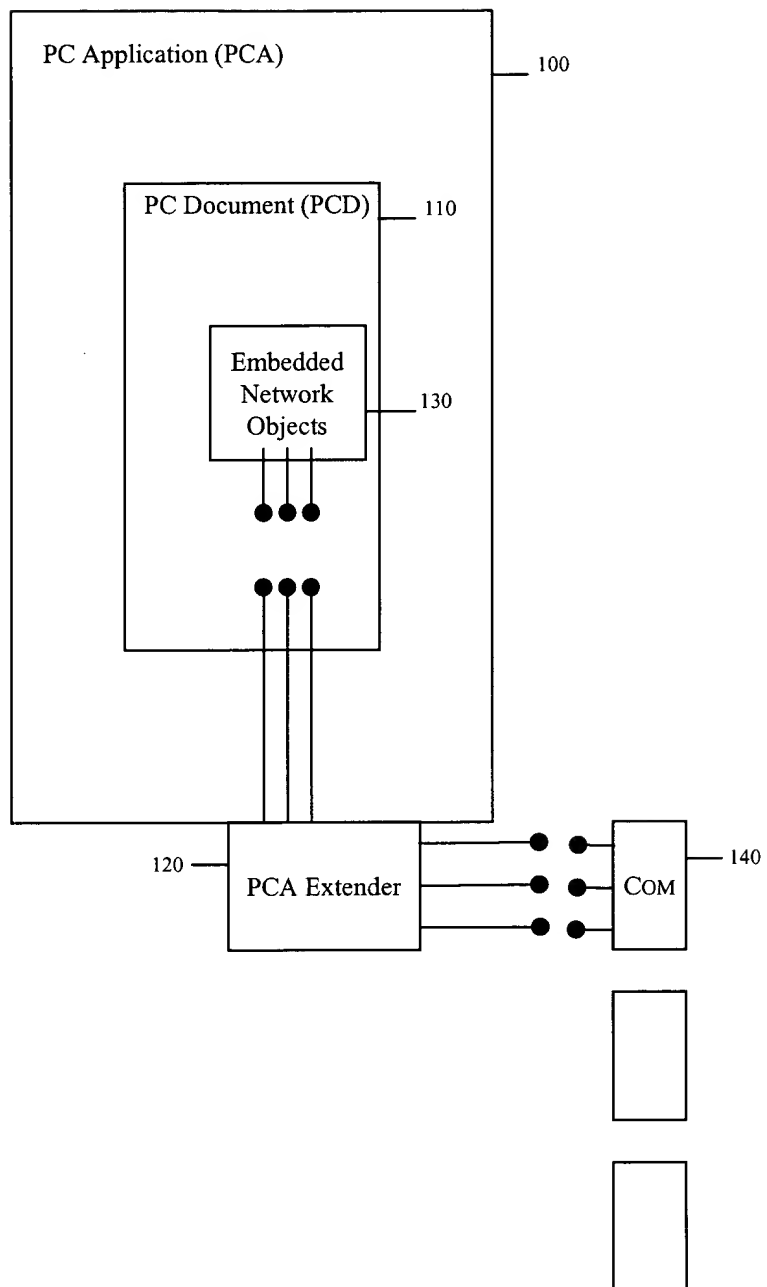 PC Application (PCA)
100
PC Document (PCD)
110
Embedded
Network
Objects
130
120
PCA Extender
COM
140